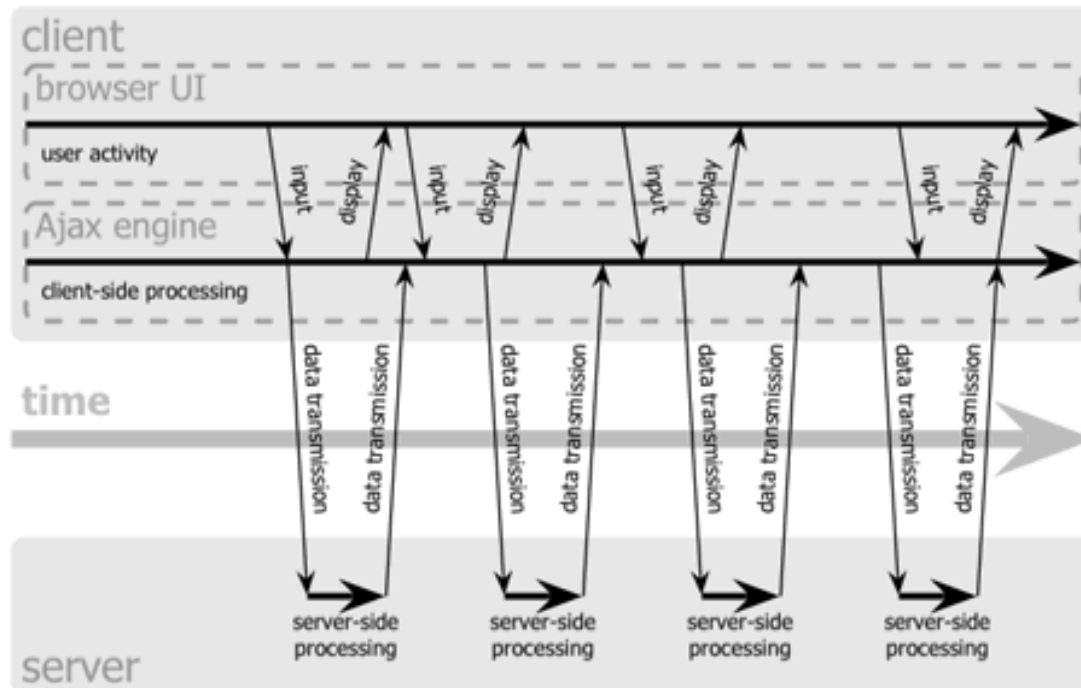 client
browser UI
user activity
input
display
input
display
input
display
input
display
Ajax engine
client-side processing
data transmission
data transmission
data transmission
data transmission
data transmission
data transmission
data transmission
data transmission
time
server-side
processing
server-side
processing
server-side
processing
server-side
processing
server